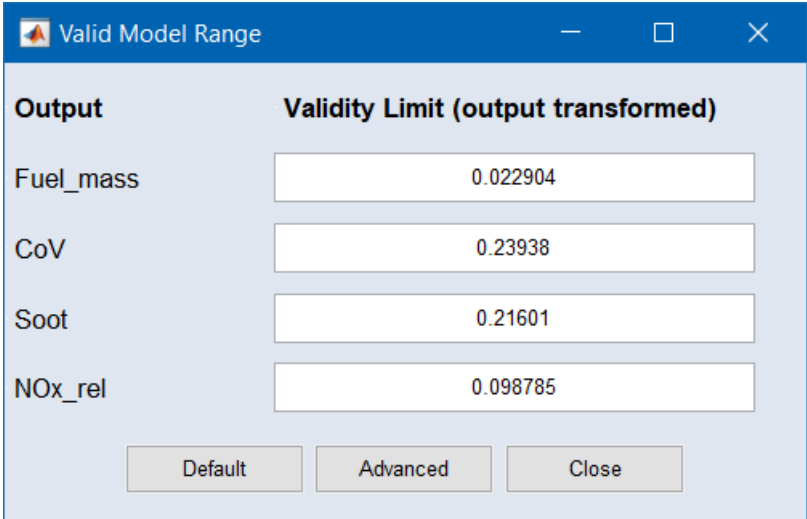 Valid Model Range
Output Validity Limit (output transformed)
Fuel_mass 0.022904
CoV 0.23938
Soot 0.21601
NOx_rel 0.098785
Default Advanced Close